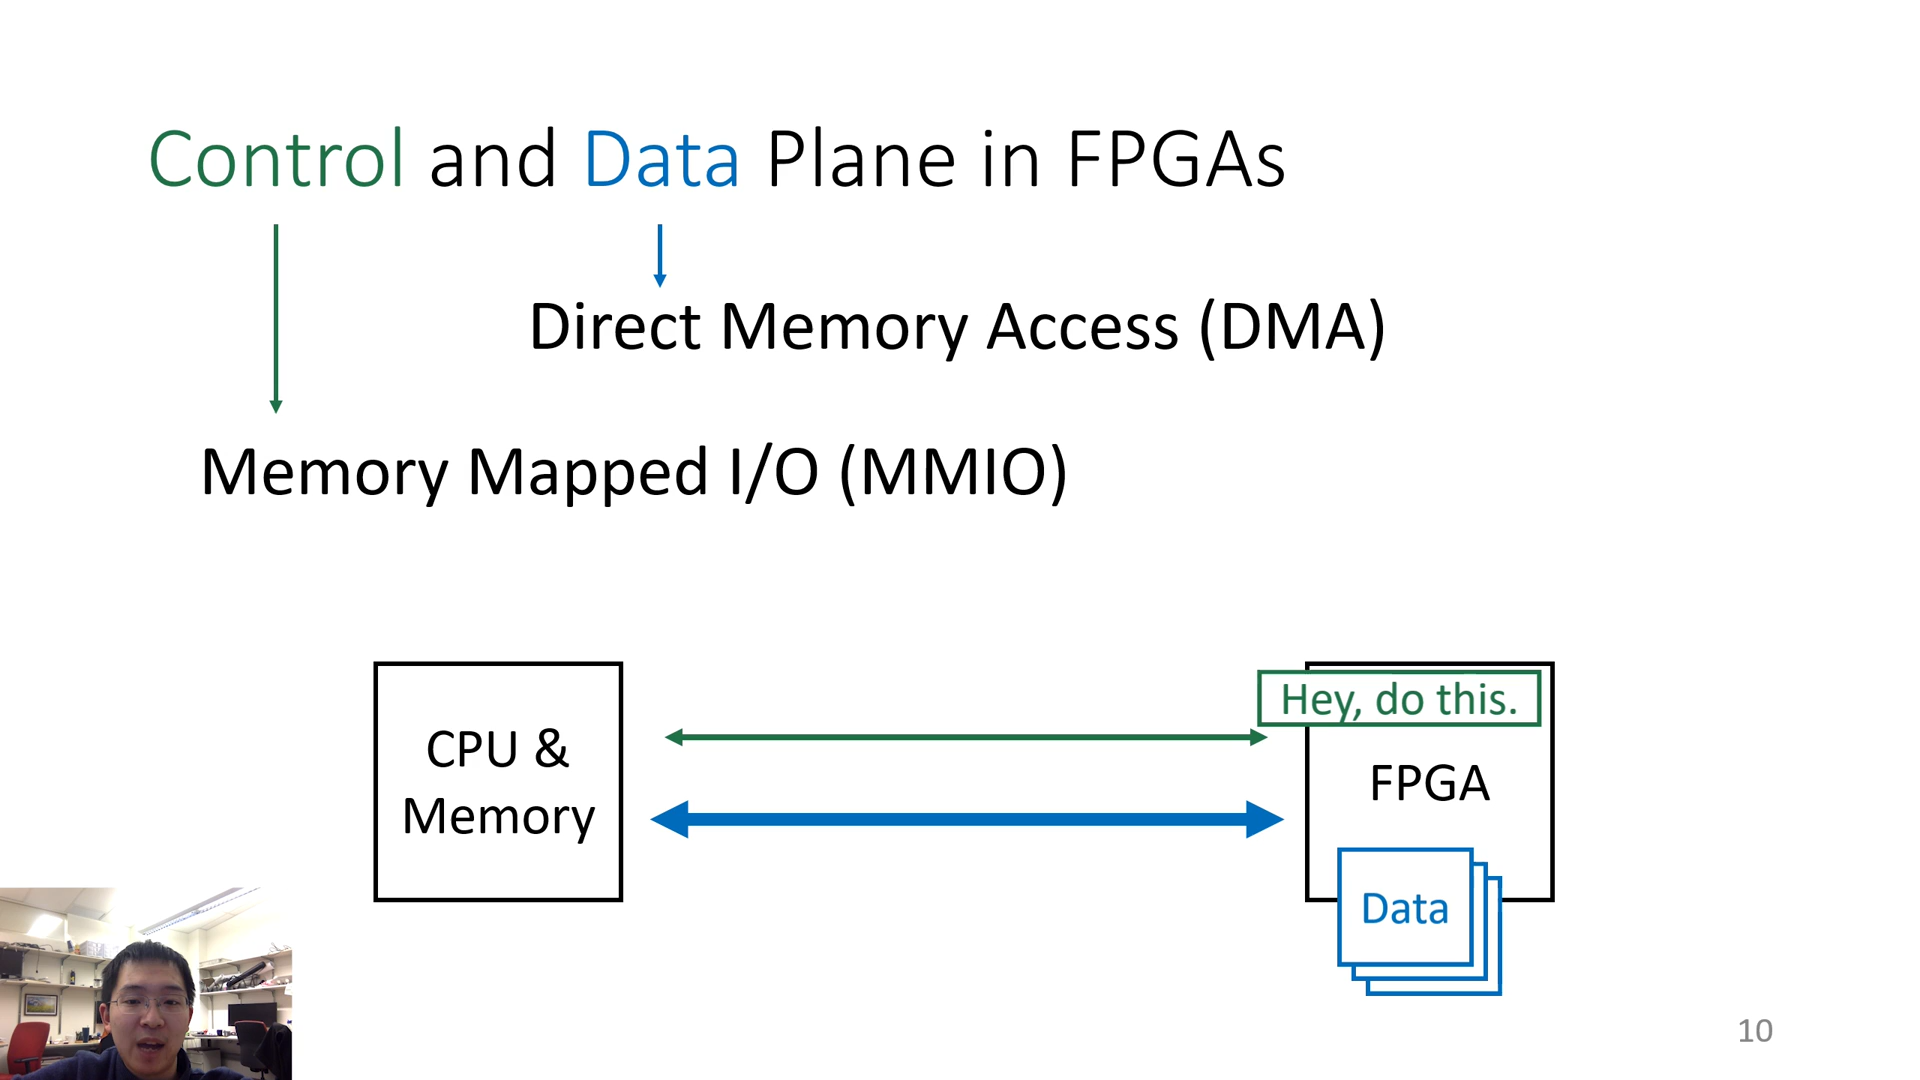 Control and Data Plane in FPGAs
Direct Memory Access (DMA)
Memory Mapped I/O (MMIO)
CPU &
Memory
Hey, do this.
FPGA
Data
10